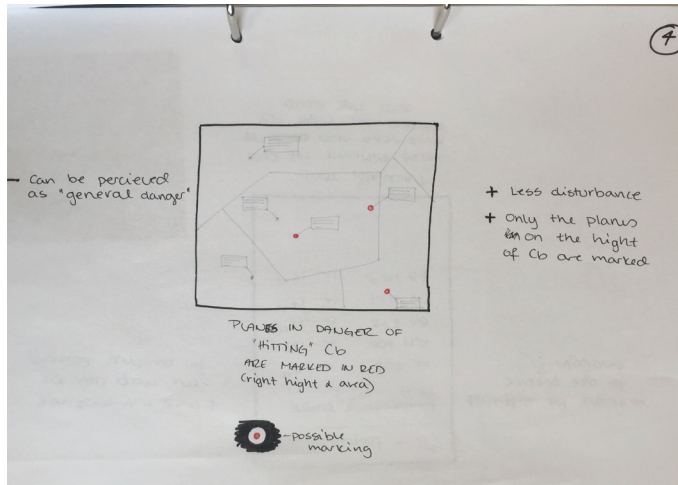 4
- Can be percieved
as "general danger"
+ Less disturbance
+ Only the planes
on the hight
of Cb are marked
PLANES IN DANGER OF
"HITTING" Cb
ARE MARKED IN RED
(right hight & area)
-possible
marking